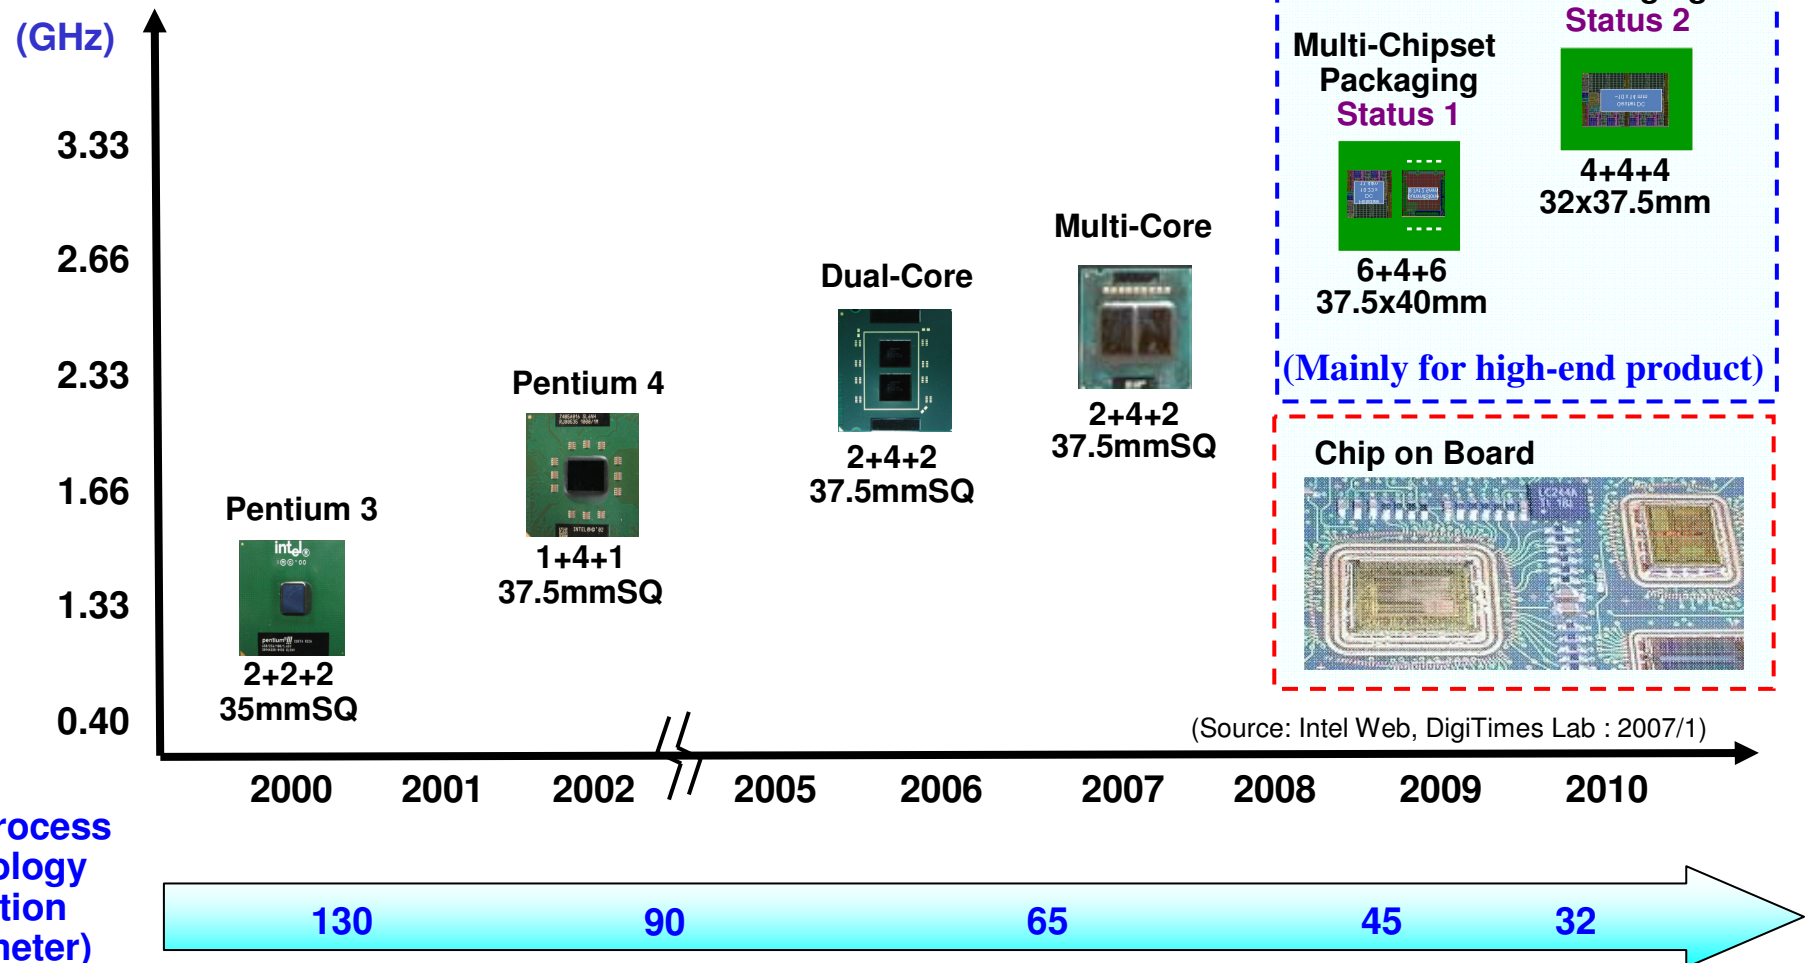 (GHz)
3.33
2.66
2.33
1.66
1.33
0.40
Pentium 3
intel®
pentium®III
2+2+2
35mmSQ
Pentium 4
1+4+1
37.5mmSQ
Dual-Core
2+4+2
37.5mmSQ
Multi-Core
2+4+2
37.5mmSQ
Multi-Chipset
Packaging
Status 1
6+4+6
37.5x40mm
Status 2
4+4+4
32x37.5mm
(Mainly for high-end product)
Chip on Board
(Source: Intel Web, DigiTimes Lab : 2007/1)
2000 2001 2002 2005 2006 2007 2008 2009 2010
rocess
ology
tion
meter)
130 90 65 45 32